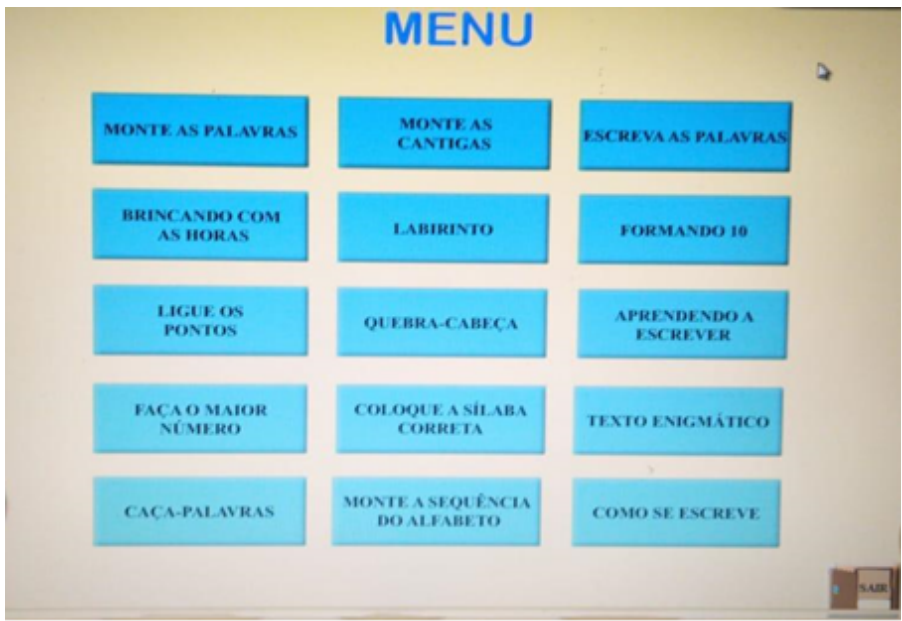 MENU
MONTE AS PALAVRAS
MONTE AS
CANTIGAS
ESCREVA AS PALAVRAS
BRINCANDO COM
AS HORAS
LABIRINTO
FORMANDO 10
LIGUE OS
PONTOS
QUEBRA-CABEÇA
APRENDENDO A
ESCREVER
FAÇA O MAIOR
NÚMERO
COLOQUE A SÍLABA
CORRETA
TEXTO ENIGMÁTICO
CAÇA-PALAVRAS
MONTE A SEQUÊNCIA
DO ALFABETO
COMO SE ESCREVE
SAIR